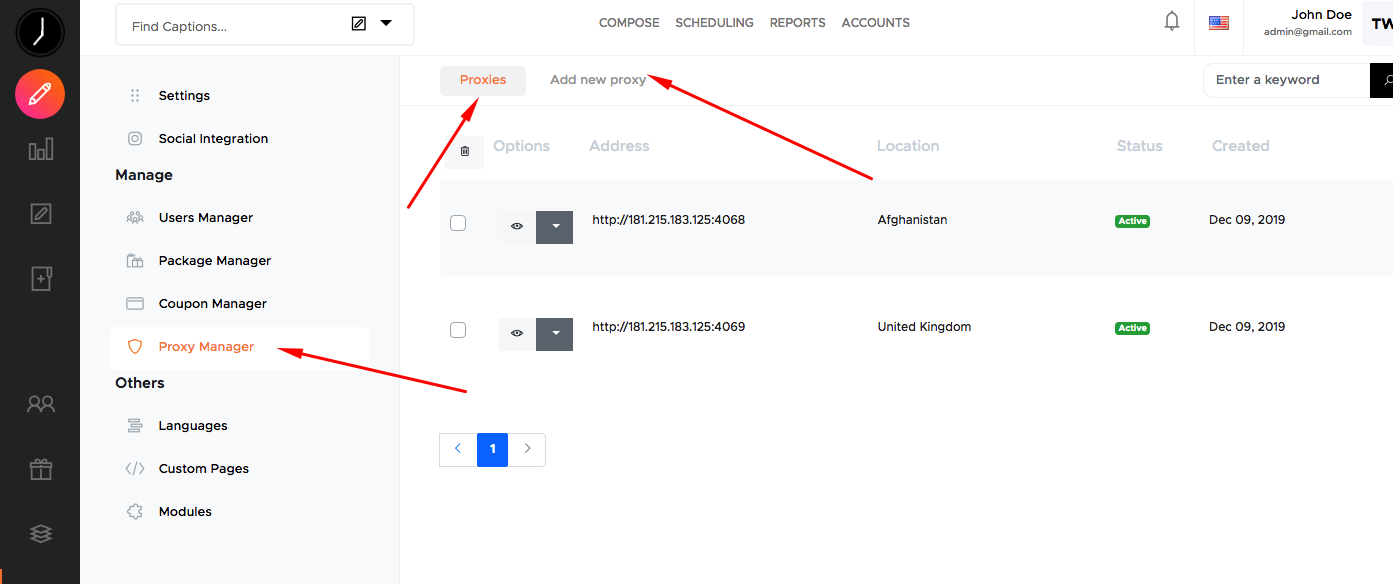 Find Captions...
COMPOSE SCHEDULING REPORTS ACCOUNTS
John Doe
admin@gmail.com
TW
Settings
Social Integration
Manage
Users Manager
Package Manager
Coupon Manager
Proxy Manager
Others
Languages
Custom Pages
Modules
Proxies Add new proxy
Enter a keyword
Options Address Location Status Created
http://181.215.183.125:4068 Afghanistan Active Dec 09, 2019
http://181.215.183.125:4069 United Kingdom Active Dec 09, 2019
1